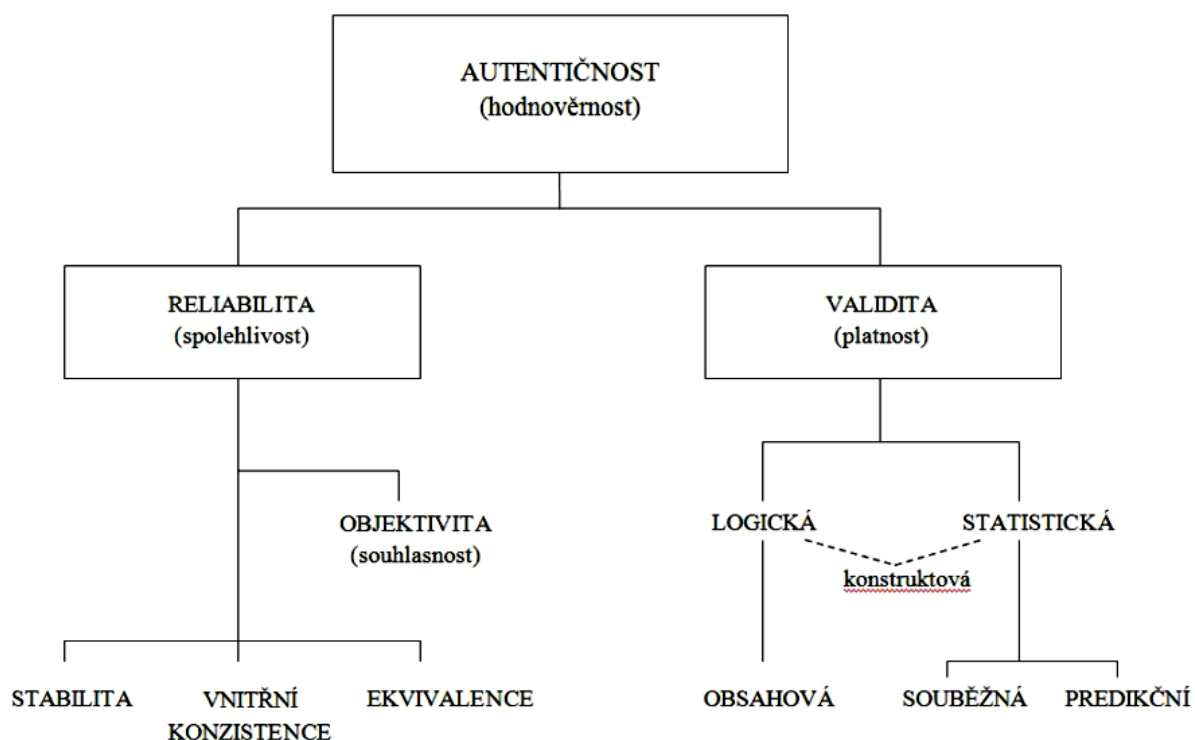 AUTENTIČNOST
(hodnověrnost)
RELIABILITA
(spolehlivost)
VALIDITA
(platnost)
OBJEKTIVITA
(souhlasnost)
LOGICKÁ
STATISTICKÁ
konstruktová
STABILITA
VNITŘNÍ
KONZISTENCE
EKVIVALENCE
OBSAHOVÁ
SOUBĚŽNÁ
PREDIKČNÍ